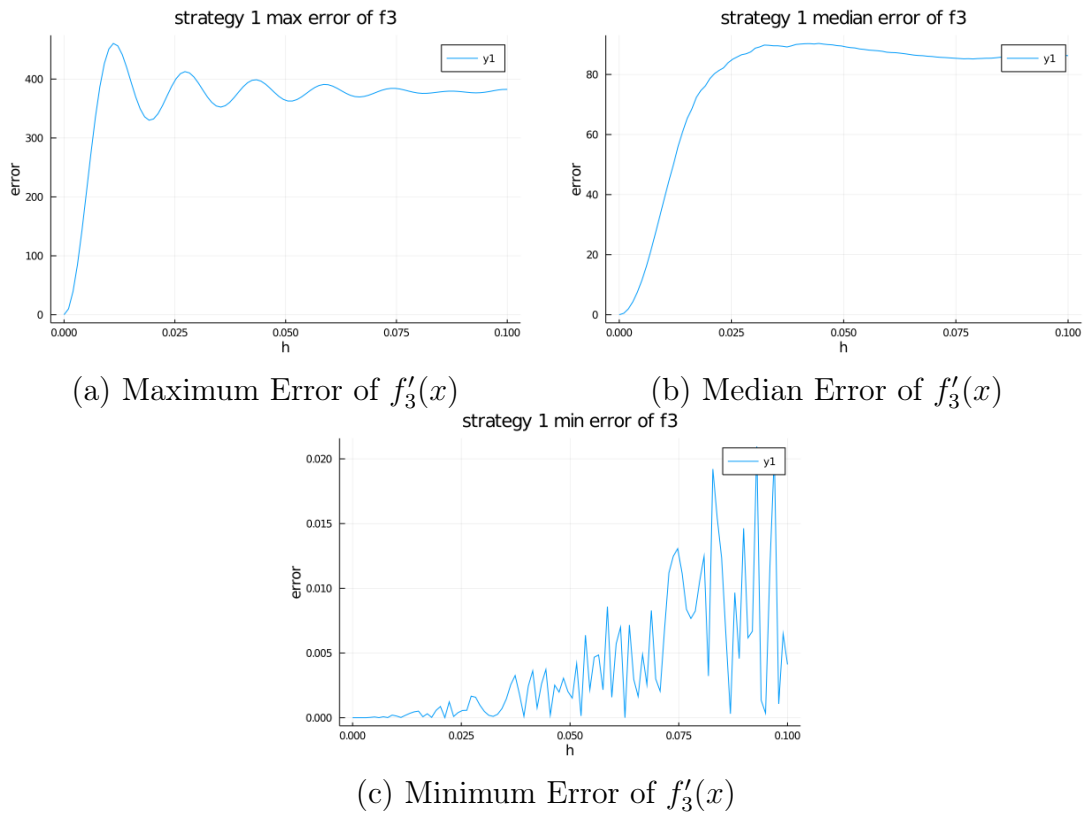 strategy 1 max error of f3
y1
error
400
300
200
100
0
0.000 0.025 0.050 0.075 0.100
h
(a) Maximum Error of f′₃(x)
strategy 1 median error of f3
y1
error
80
60
40
20
0
0.000 0.025 0.050 0.075 0.100
h
(b) Median Error of f′₃(x)
strategy 1 min error of f3
y1
error
0.020
0.015
0.010
0.005
0.000
0.000 0.025 0.050 0.075 0.100
h
(c) Minimum Error of f′₃(x)